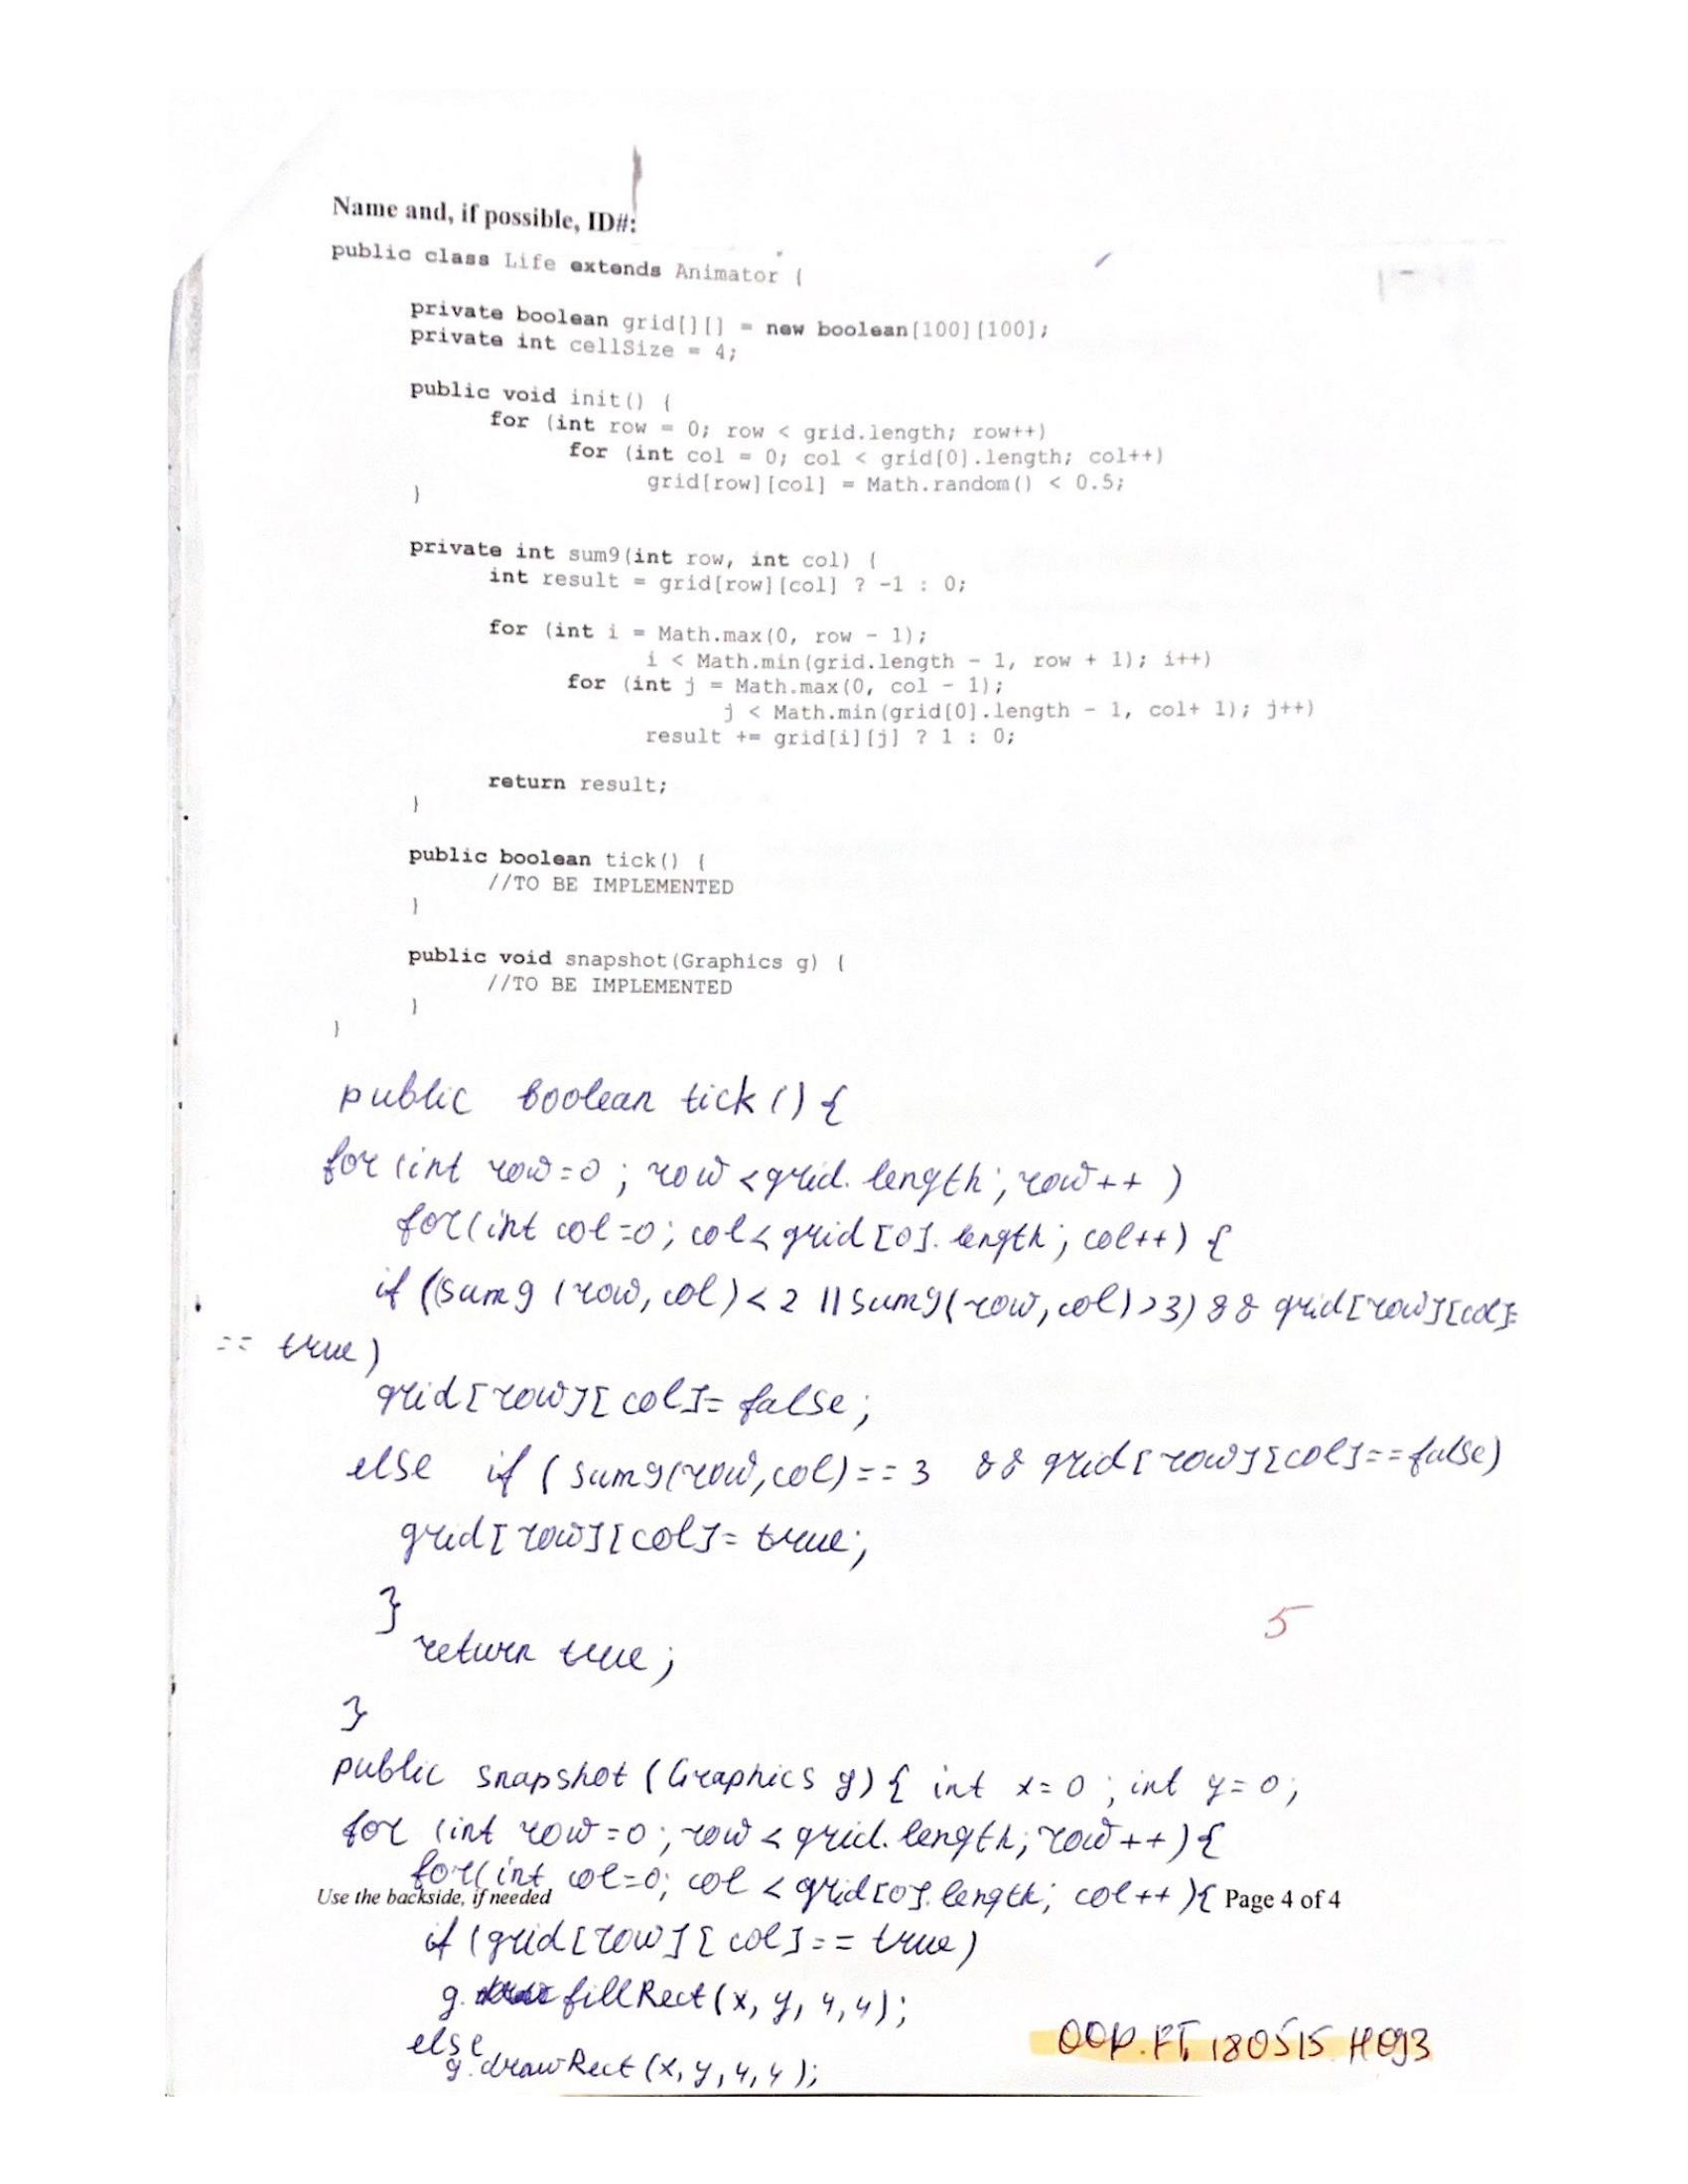 Name and, if possible, ID#:
public class Life extends Animator {
private boolean grid[][] = new boolean[100][100];
private int cellSize = 4;
public void init() {
for (int row = 0; row < grid.length; row++)
for (int col = 0; col < grid[0].length; col++)
grid[row][col] = Math.random() < 0.5;
}
private int sum9(int row, int col) {
int result = grid[row][col] ? -1 : 0;
for (int i = Math.max(0, row - 1);
i < Math.min(grid.length - 1, row + 1); i++)
for (int j = Math.max(0, col - 1);
j < Math.min(grid[0].length - 1, col+ 1); j++)
result += grid[i][j] ? 1 : 0;
return result;
}
public boolean tick() {
//TO BE IMPLEMENTED
}
public void snapshot(Graphics g) {
//TO BE IMPLEMENTED
}
}
public boolean tick() {
for (int row=0; row <grid.length; row++ )
for(int col=0; col< grid[0].length; col++) {
if ((sum9 (row, col)<2 || sum9(row, col)>3) && grid[row][col]
== true)
grid[row][col]= false;
else if ( sum9(row,col)==3 && grid[row][col]==false)
grid[row][col]= true;
}
5
return true;
}
public snapshot (Graphics g) { int x=0; int y=0;
for (int row=0; row < grid.length; row++){
for(int col=0; col <grid[0].length; col++ ){
Use the backside, if needed Page 4 of 4
if (grid[row][col]== true)
g. fillRect (x, y, 4,4);
else
g.drawRect (x, y, 4,4 );
OOP.FT. 180515.H093